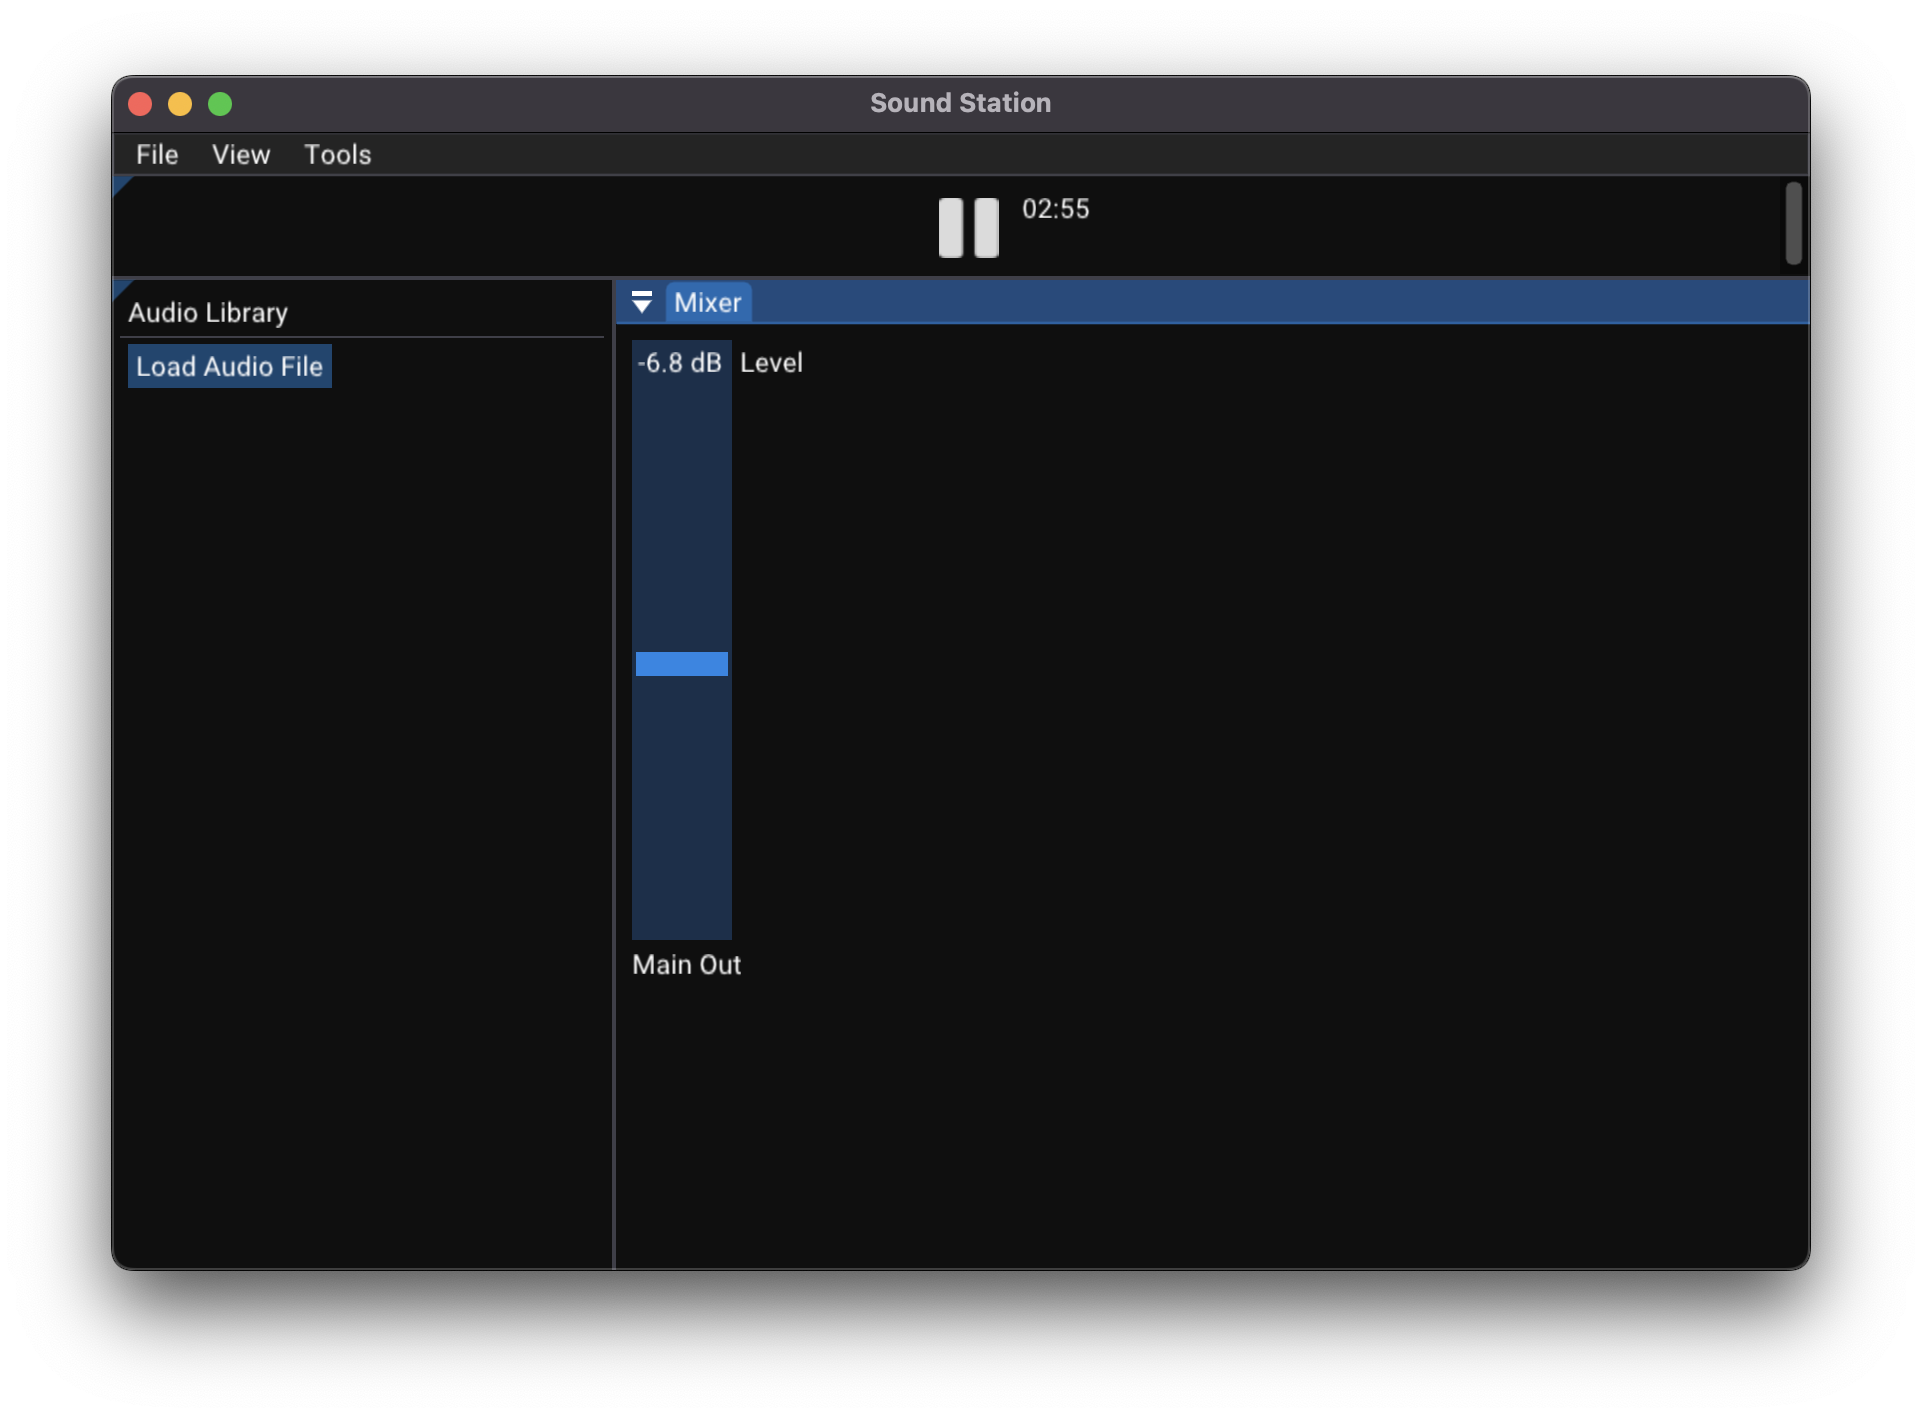 Sound Station
File View Tools
02:55
Audio Library
Load Audio File
Mixer
-6.8 dB Level
Main Out